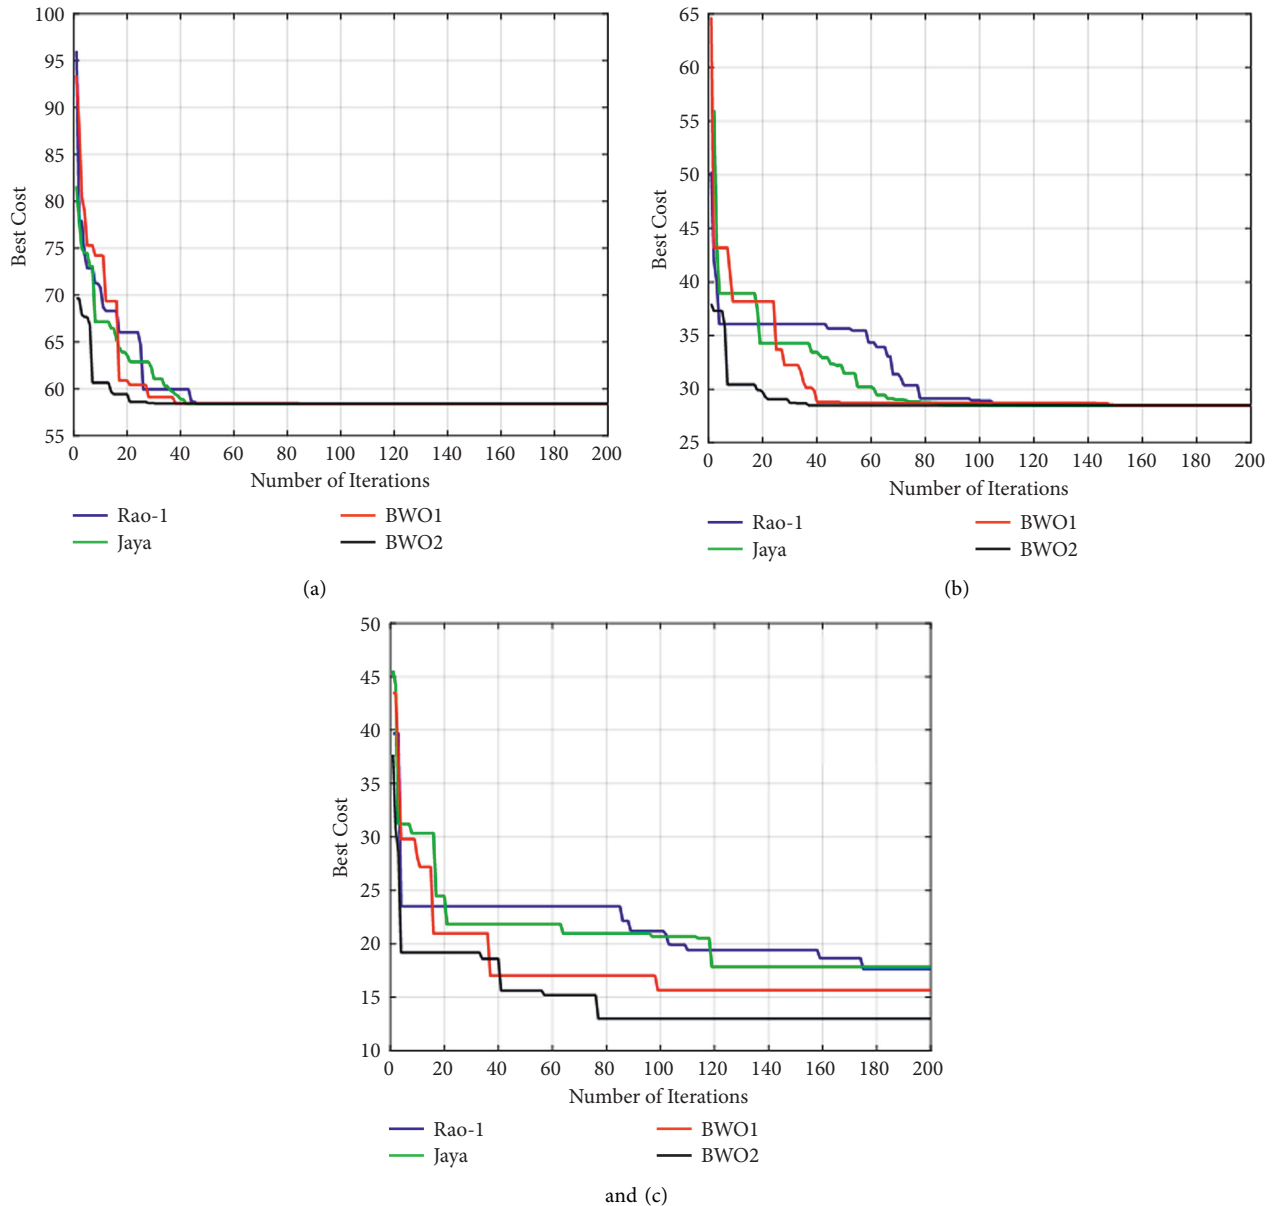 100
95
90
85
80
75
70
65
60
55
Best Cost
0 20 40 60 80 100 120 140 160 180 200
Number of Iterations
Rao-1
BWO1
Jaya
BWO2
(a)
65
60
55
50
45
40
35
30
25
Best Cost
0 20 40 60 80 100 120 140 160 180 200
Number of Iterations
Rao-1
BWO1
Jaya
BWO2
(b)
50
45
40
35
30
25
20
15
10
Best Cost
0 20 40 60 80 100 120 140 160 180 200
Number of Iterations
Rao-1
BWO1
Jaya
BWO2
and (c)